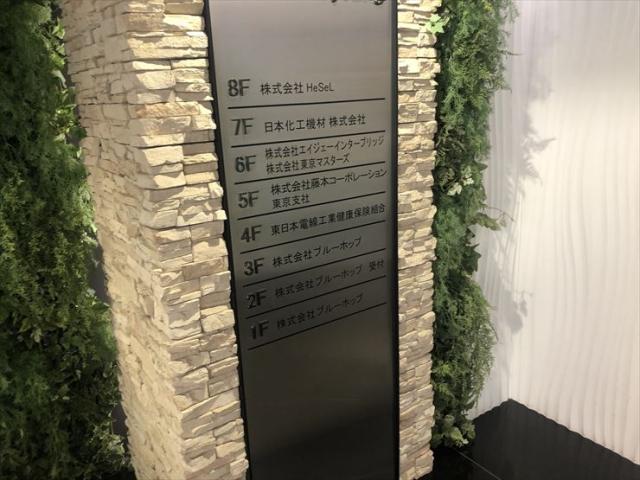 8F 株式会社 HeSeL
7F 日本化工機材 株式会社
6F 株式会社エイジェーインターブリッジ
株式会社東京マスターズ
5F 株式会社藤本コーポレーション
東京支社
4F 東日本電線工業健康保険組合
3F 株式会社ブルーホップ
2F 株式会社ブルーホップ 受付
1F 株式会社ブルーホップ